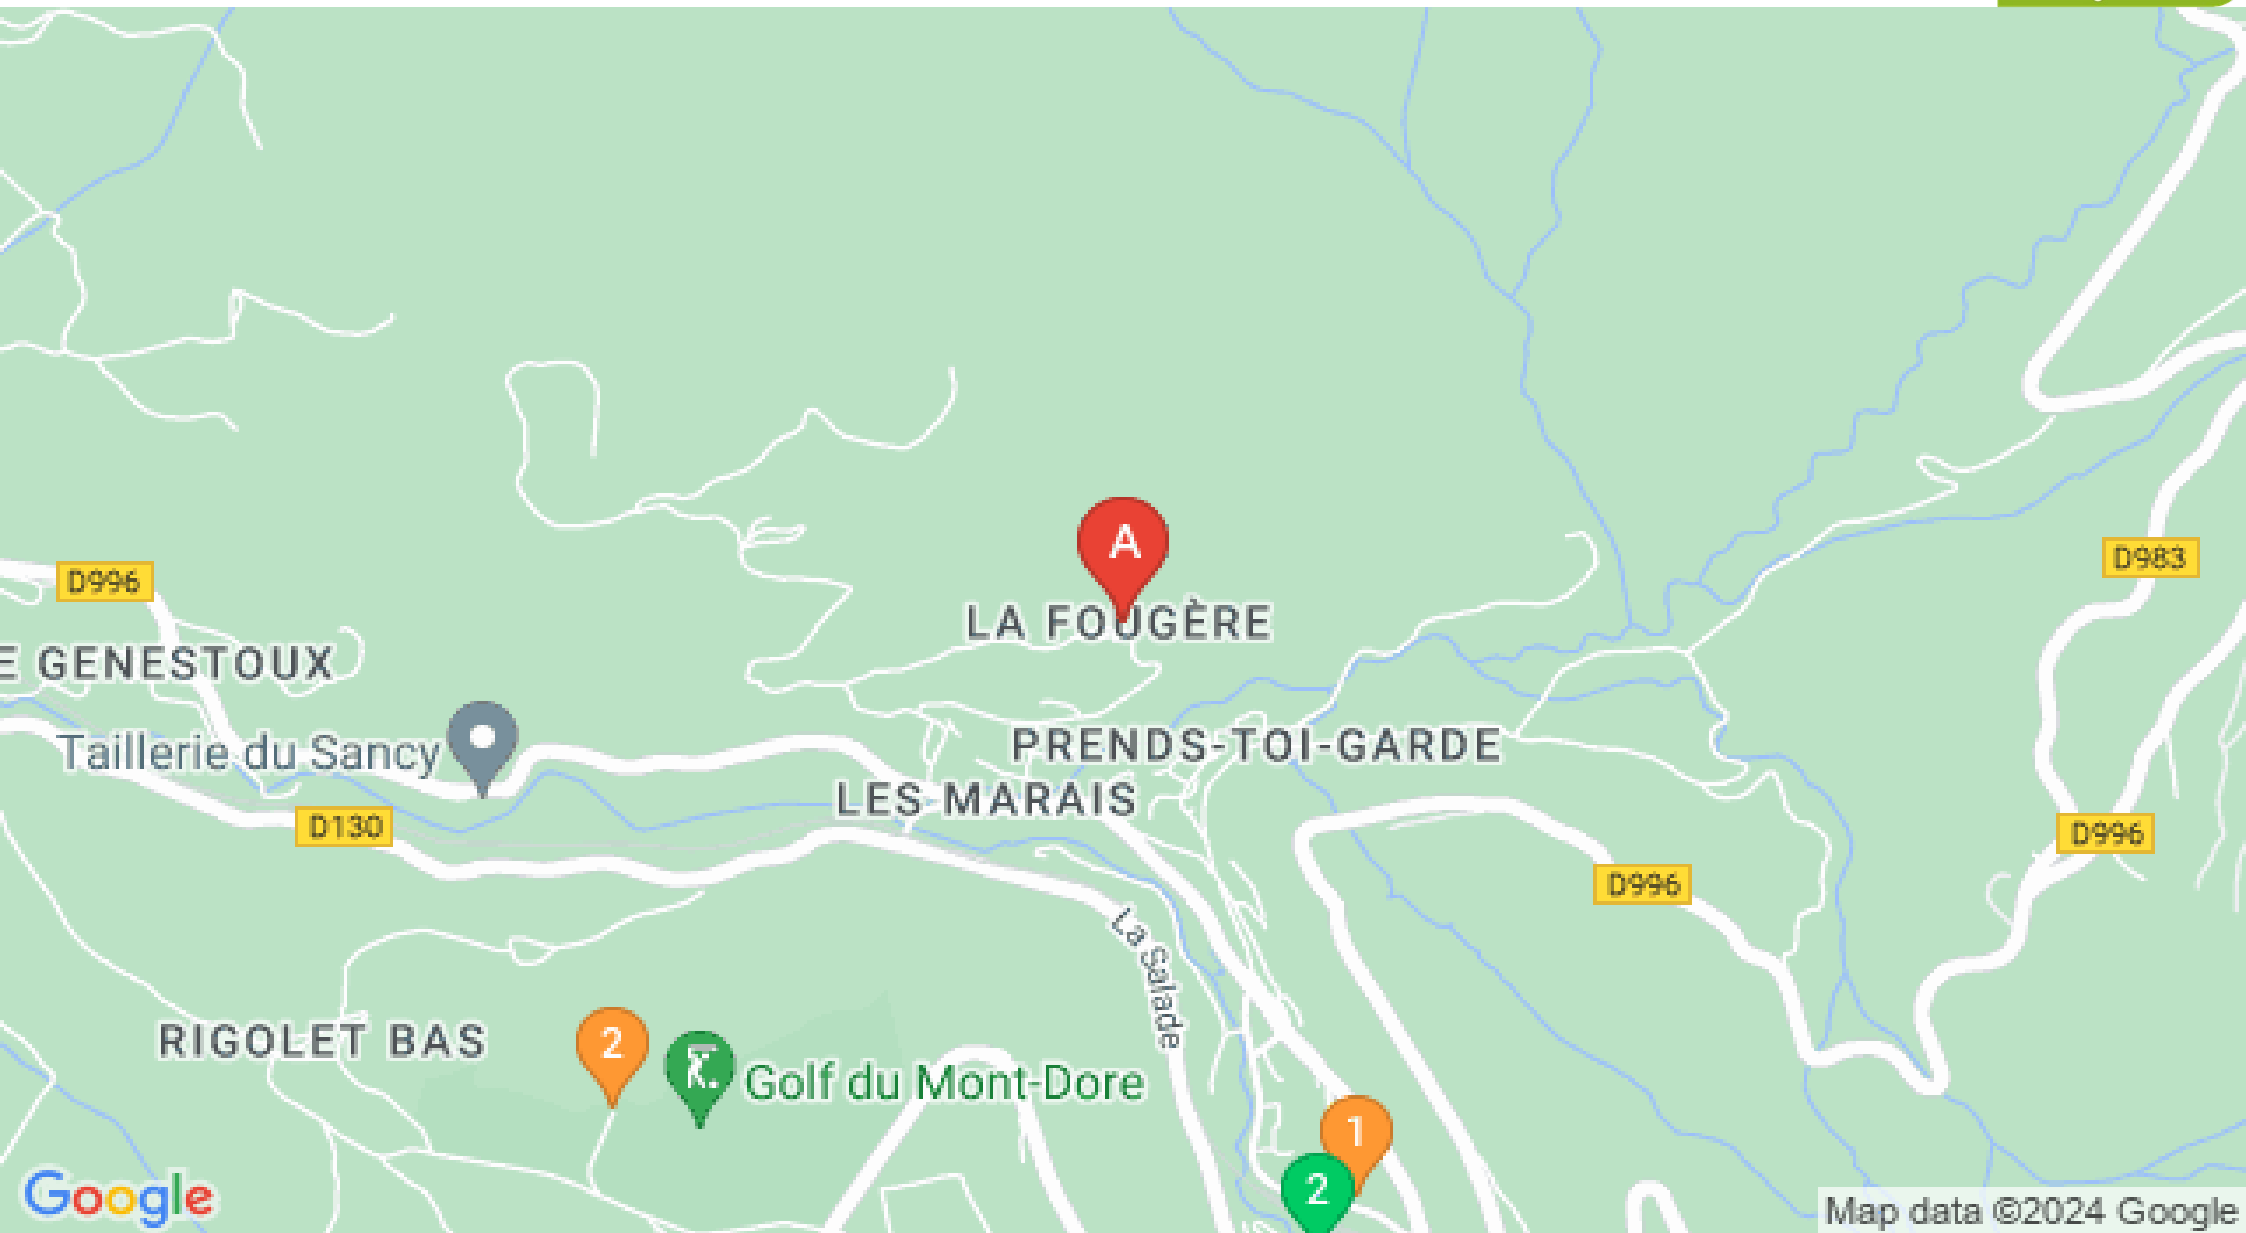 A
D983
D996
LA FOUGÈRE
E GENESTOUX
PRENDS-TOI-GARDE
Taillerie du Sancy
LES MARAIS
D130
D996
D996
La Salade
RIGOLET BAS
2
Golf du Mont-Dore
1
2
Google
Map data ©2024 Google